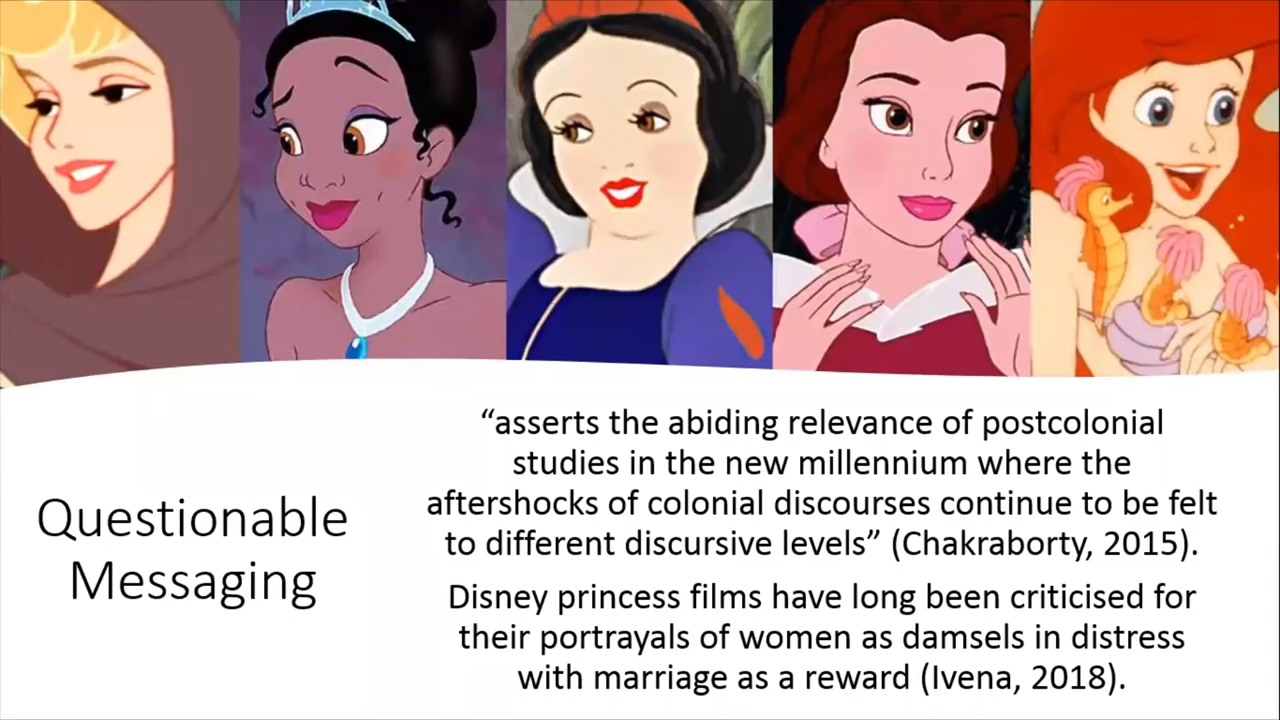 Questionable
Messaging
“asserts the abiding relevance of postcolonial
studies in the new millennium where the
aftershocks of colonial discourses continue to be felt
to different discursive levels” (Chakraborty, 2015).
Disney princess films have long been criticised for
their portrayals of women as damsels in distress
with marriage as a reward (Ivena, 2018).